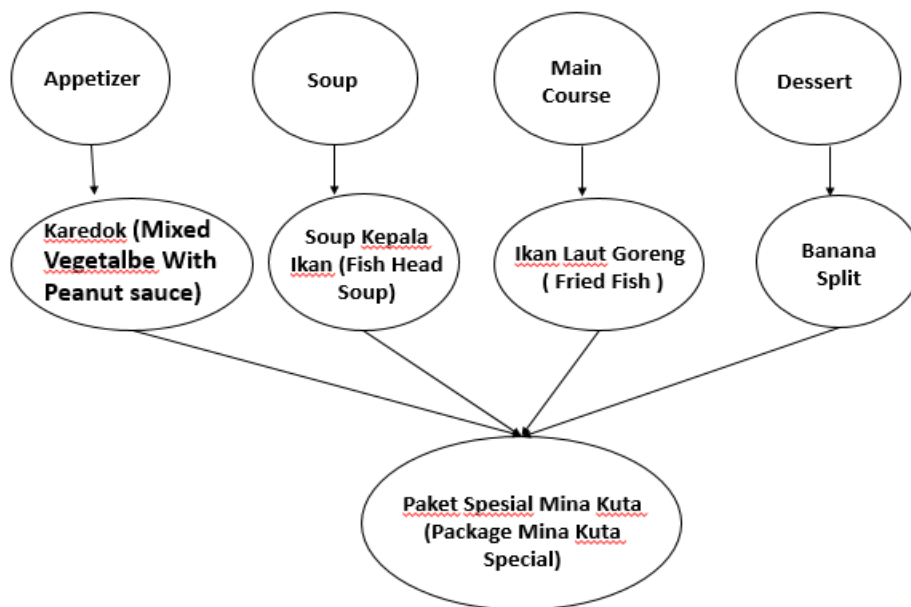 Appetizer
Soup
Main
Course
Dessert
Karedok (Mixed
Vegetalbe With
Peanut sauce)
Soup Kepala
Ikan (Fish Head
Soup)
Ikan Laut Goreng
( Fried Fish )
Banana
Split
Paket Spesial Mina Kuta
(Package Mina Kuta
Special)